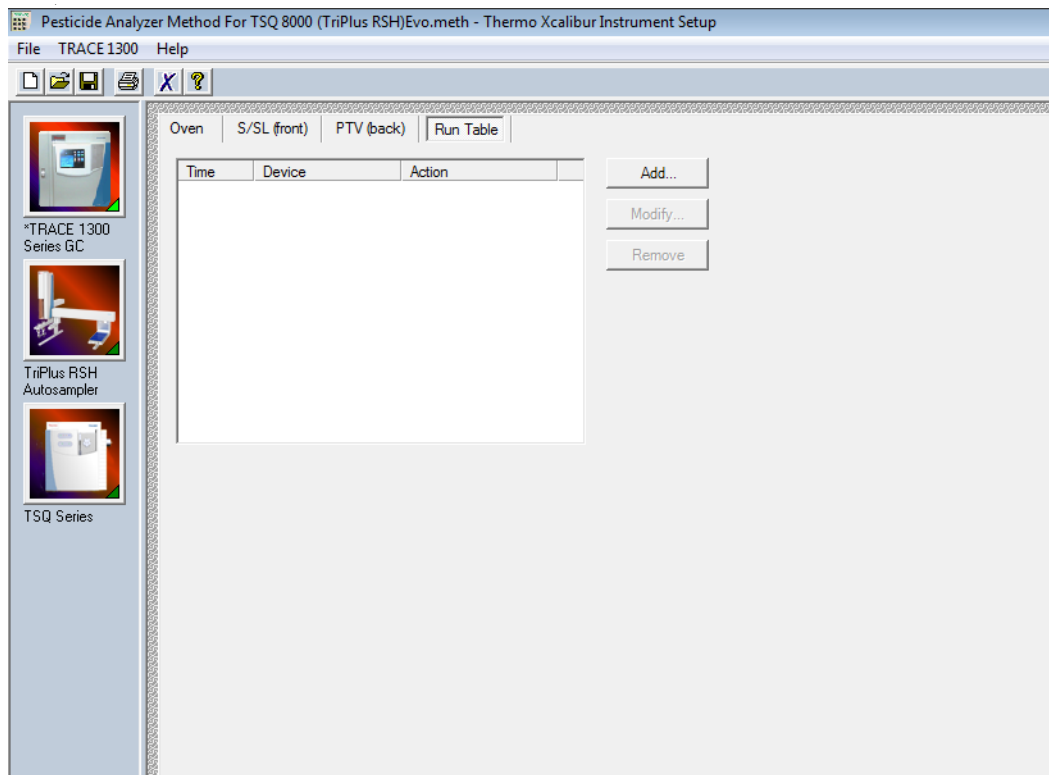 Pesticide Analyzer Method For TSQ 8000 (TriPlus RSH)Evo.meth - Thermo Xcalibur Instrument Setup
File TRACE 1300 Help
Oven S/SL (front) PTV (back) Run Table
Time Device Action
Add...
Modify...
Remove
*TRACE 1300
Series GC
TriPlus RSH
Autosampler
TSQ Series